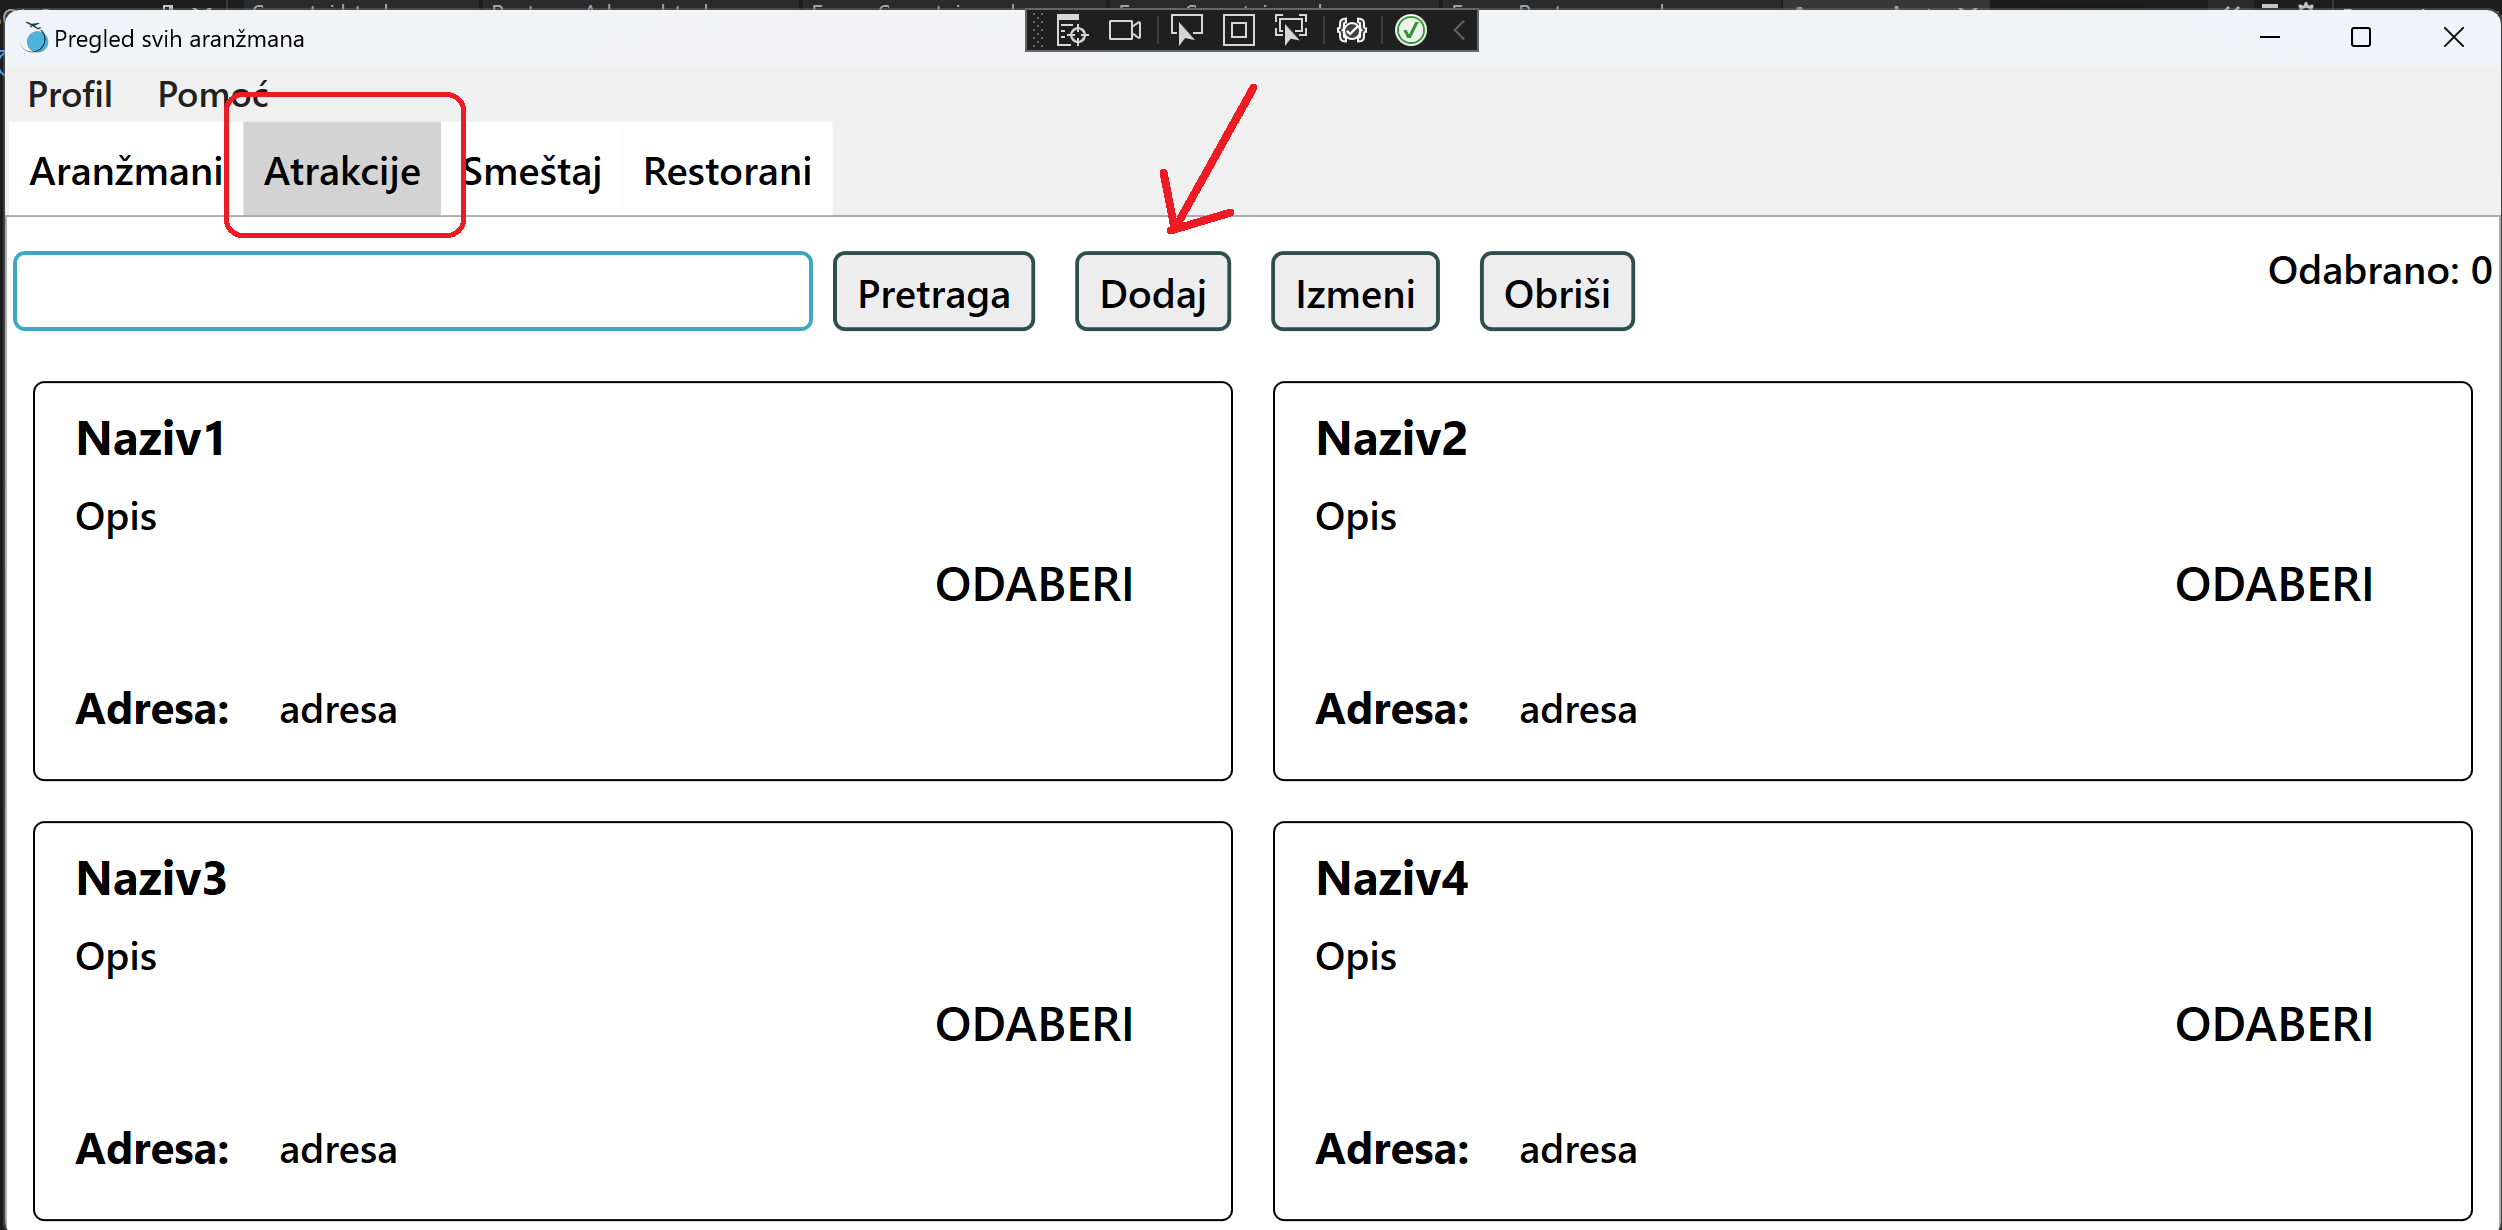 Pregled svih aranžmana
Profil Pomoć
Aranžmani Atrakcije Smeštaj Restorani
Pretraga Dodaj Izmeni Obriši Odabrano: 0
Naziv1 Naziv2
Opis Opis
ODABERI ODABERI
Adresa: adresa Adresa: adresa
Naziv3 Naziv4
Opis Opis
ODABERI ODABERI
Adresa: adresa Adresa: adresa